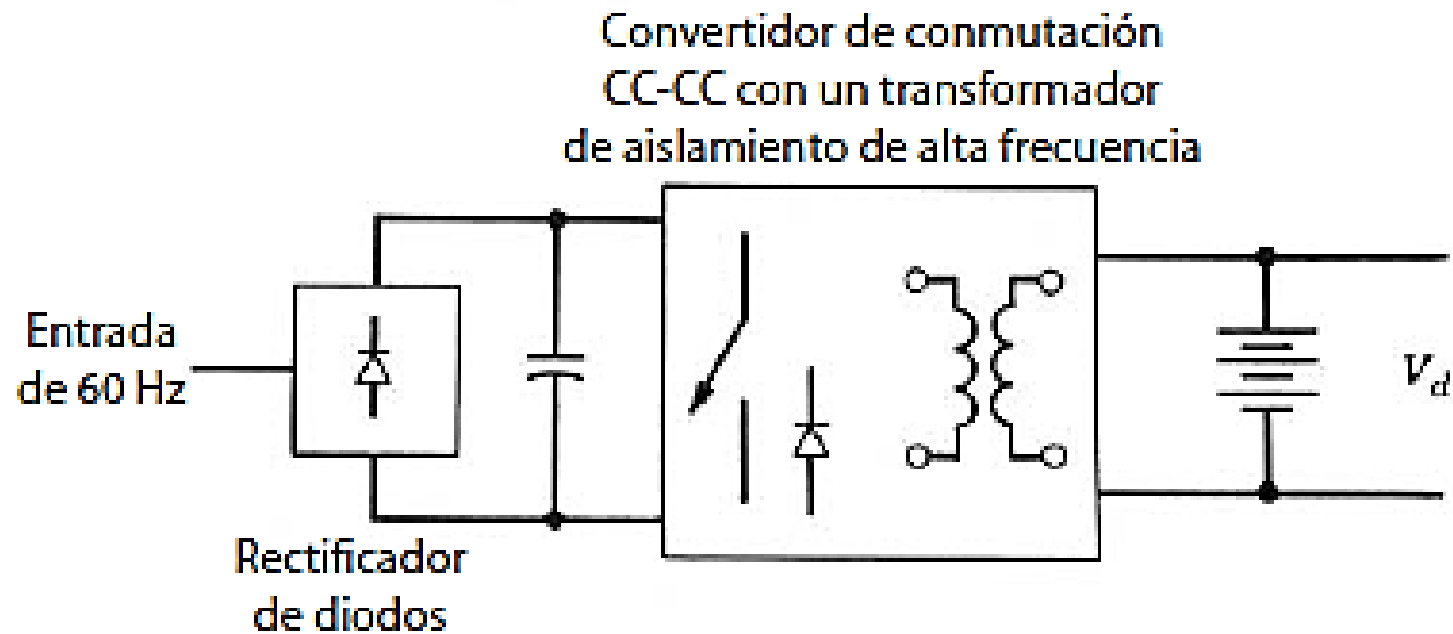 Convertidor de conmutación
CC-CC con un transformador
de aislamiento de alta frecuencia
Entrada
de 60 Hz
V_d
Rectificador
de diodos